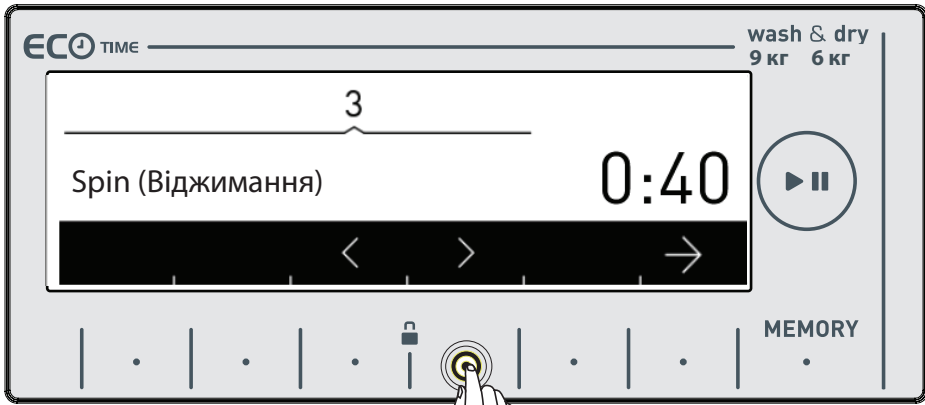 ECO TIME
wash & dry
9 кг 6 кг
3
Spin (Віджимання)
0:40
MEMORY